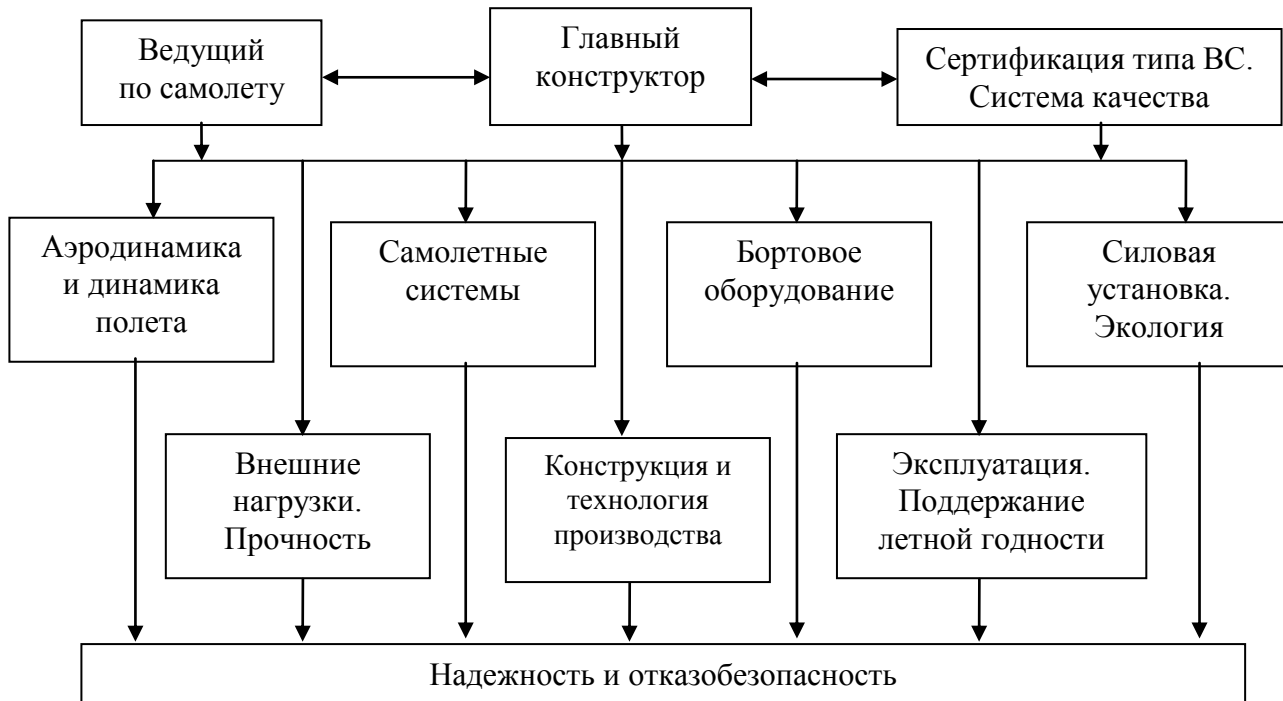 Ведущий
по самолету
Главный
конструктор
Сертификация типа ВС.
Система качества
Аэродинамика
и динамика
полета
Самолетные
системы
Бортовое
оборудование
Силовая
установка.
Экология
Внешние
нагрузки.
Прочность
Конструкция и
технология
производства
Эксплуатация.
Поддержание
летной годности
Надежность и отказобезопасность